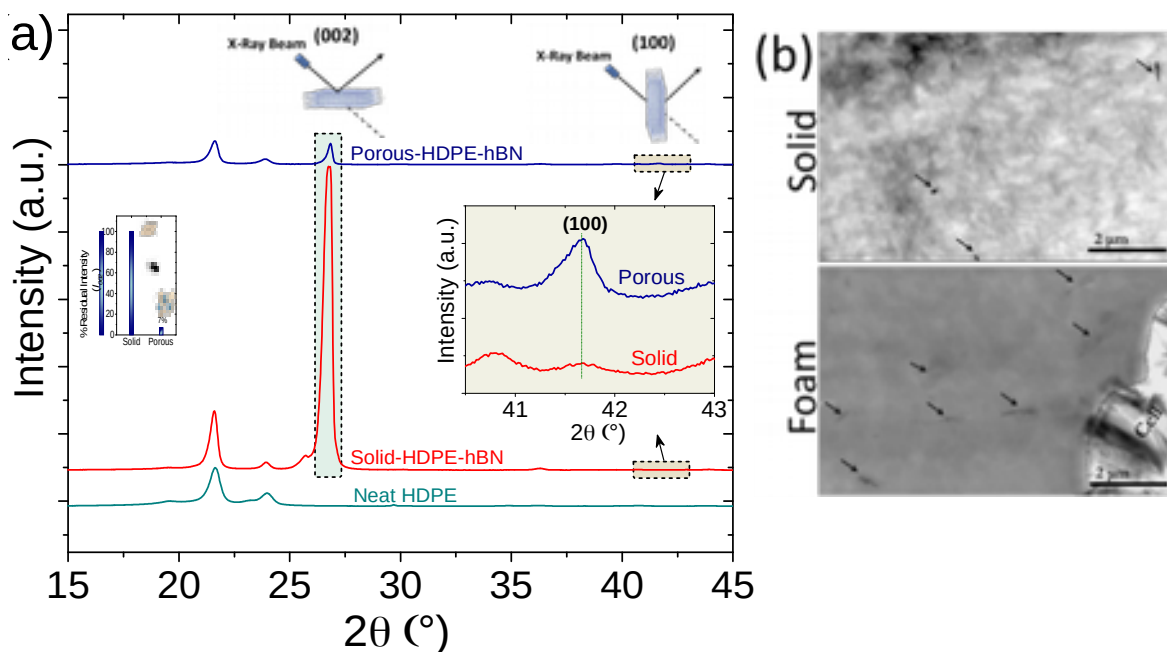 a)
X-Ray Beam
(002)
X-Ray Beam
(100)
Porous-HDPE-hBN
Intensity (a.u.)
% Residual Intensity
100
80
60
40
20
0
7%
Solid
Porous
(100)
Intensity (a.u.)
Porous
Solid
41
42
43
2θ (°)
Solid-HDPE-hBN
Neat HDPE
15
20
25
30
35
40
45
2θ (°)
(b)
Solid
2 µm
Foam
Cell
2 µm